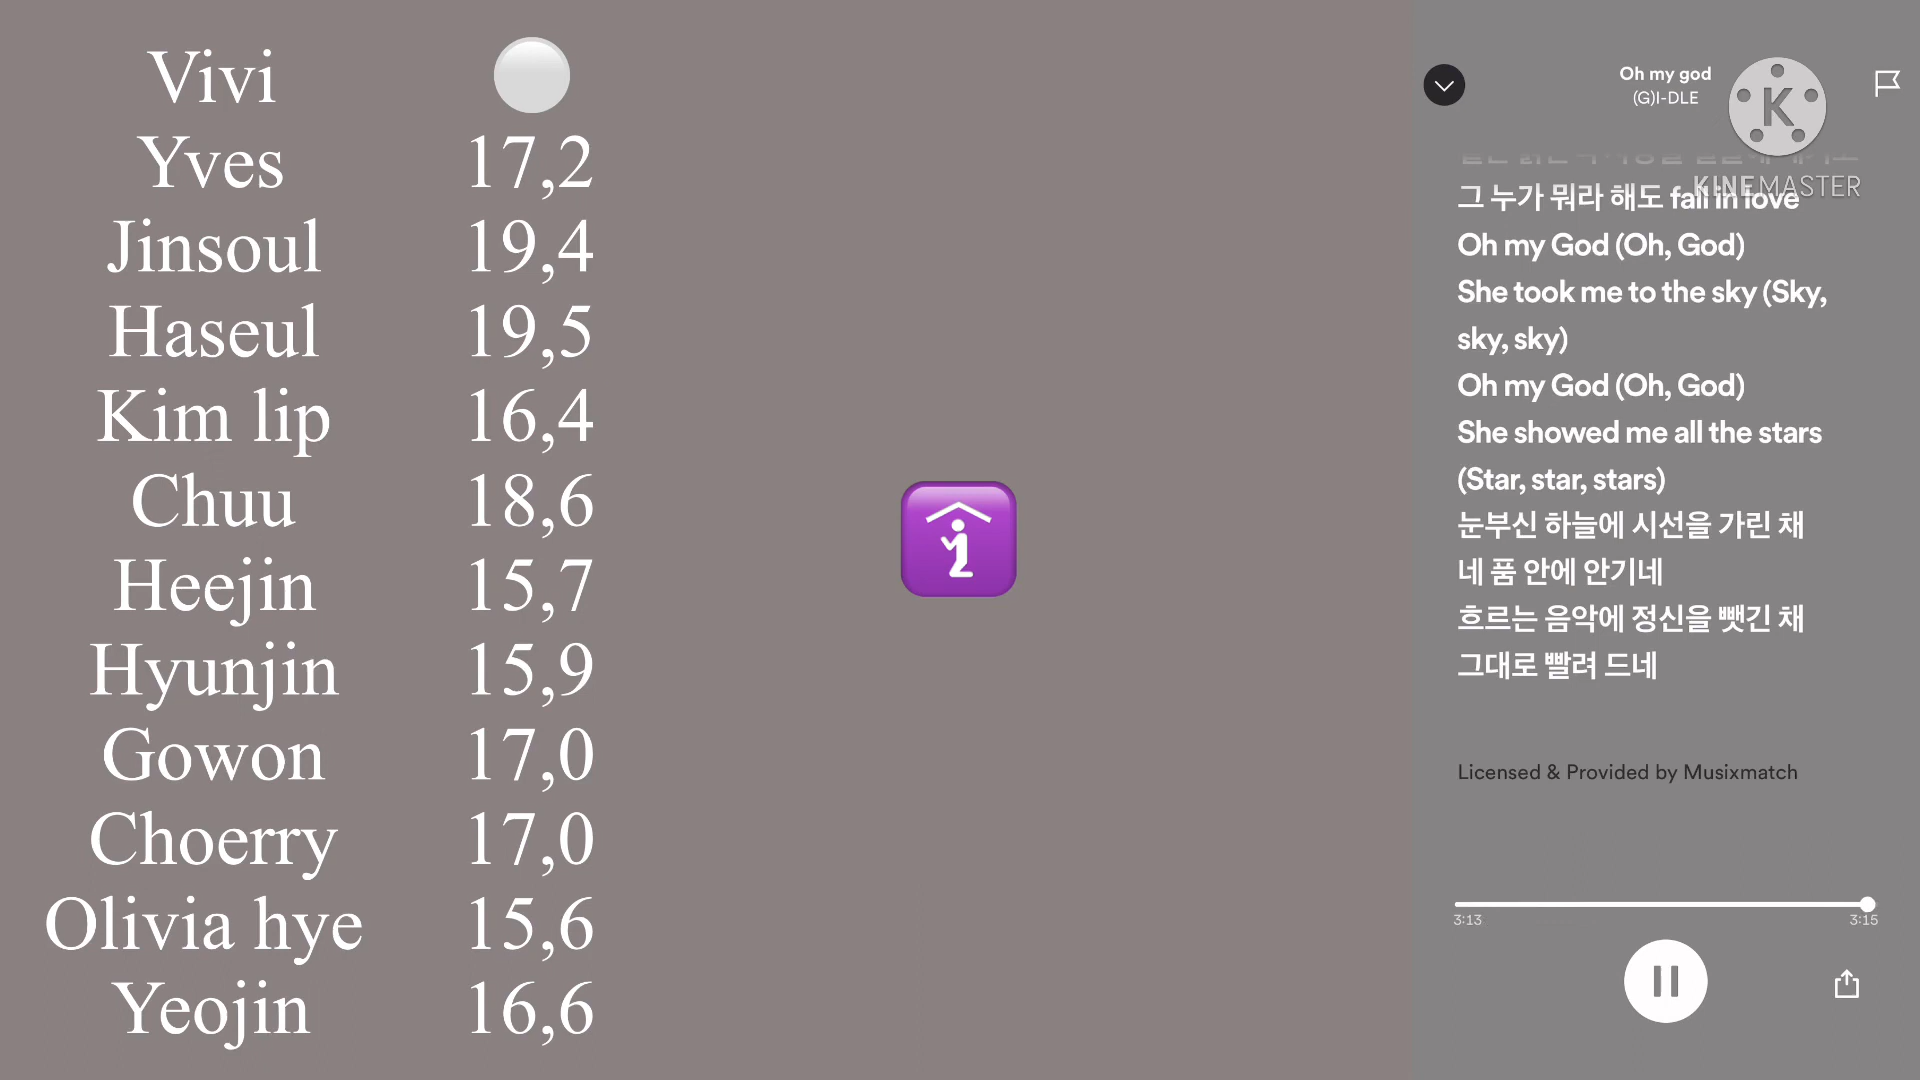 Vivi
Yves 17,2
Jinsoul 19,4
Haseul 19,5
Kim lip 16,4
Chuu 18,6
Heejin 15,7
Hyunjin 15,9
Gowon 17,0
Choerry 17,0
Olivia hye 15,6
Yeojin 16,6
Oh my god
(G)I-DLE
K
KINEMASTER
그 누가 뭐라 해도 fall in love
Oh my God (Oh, God)
She took me to the sky (Sky,
sky, sky)
Oh my God (Oh, God)
She showed me all the stars
(Star, star, stars)
눈부신 하늘에 시선을 가린 채
네 품 안에 안기네
흐르는 음악에 정신을 뺏긴 채
그대로 빨려 드네
Licensed & Provided by Musixmatch
3:13 3:15